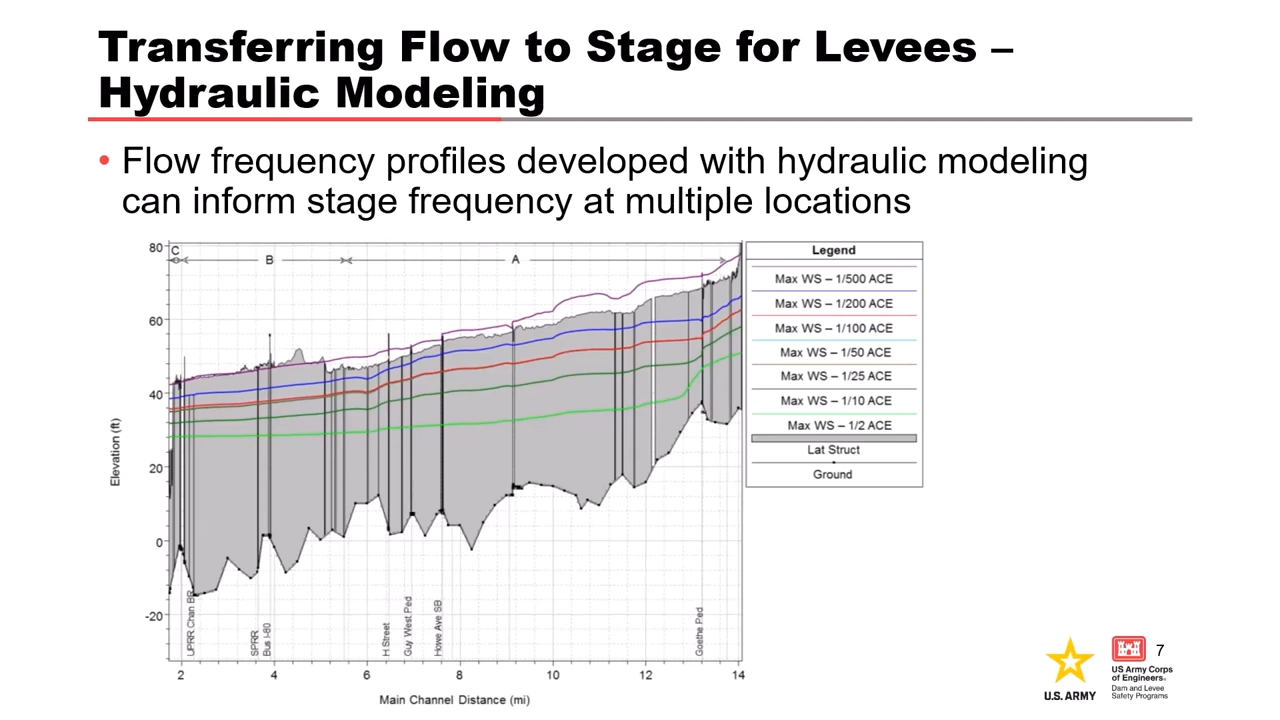 Transferring Flow to Stage for Levees –
Hydraulic Modeling
• Flow frequency profiles developed with hydraulic modeling
can inform stage frequency at multiple locations
80
60
40
20
0
-20
Elevation (ft)
C
B
A
UPRR Chan BR
SPRR
Bus I-80
H Street
Guy West Ped
Howe Ave SB
Goethe Ped
2 4 6 8 10 12 14
Main Channel Distance (mi)
Legend
Max WS – 1/500 ACE
Max WS – 1/200 ACE
Max WS – 1/100 ACE
Max WS – 1/50 ACE
Max WS – 1/25 ACE
Max WS – 1/10 ACE
Max WS – 1/2 ACE
Lat Struct
Ground
U.S. ARMY
US Army Corps
of Engineers®
Dam and Levee
Safety Programs
7